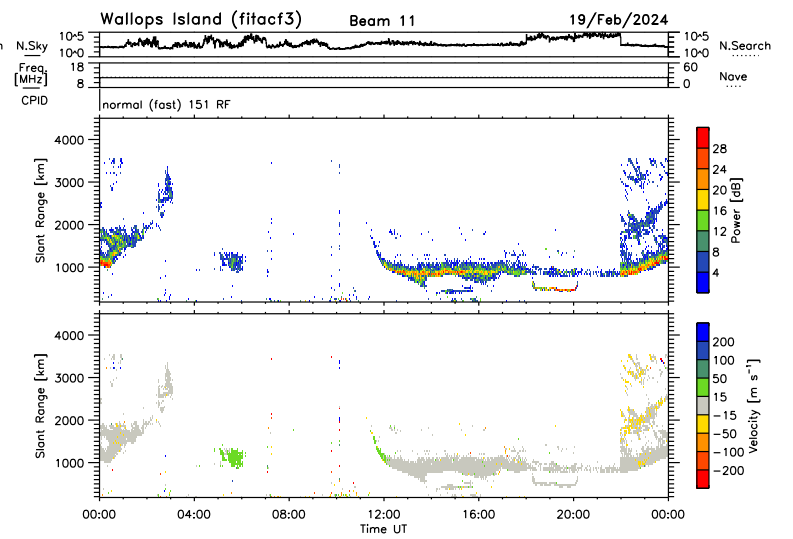 Wallops Island (fitacf3) Beam 11 19/Feb/2024
N.Sky 10^5 10^0 10^5 10^0 N.Search
Freq. [MHz] 18 8 60 0 Nave
CPID normal (fast) 151 RF
Slant Range [km] 4000 3000 2000 1000
28 24 20 16 12 8 4 Power [dB]
Slant Range [km] 4000 3000 2000 1000
200 100 50 15 -15 -50 -100 -200 Velocity [m s⁻¹]
00:00 04:00 08:00 12:00 16:00 20:00 00:00
Time UT